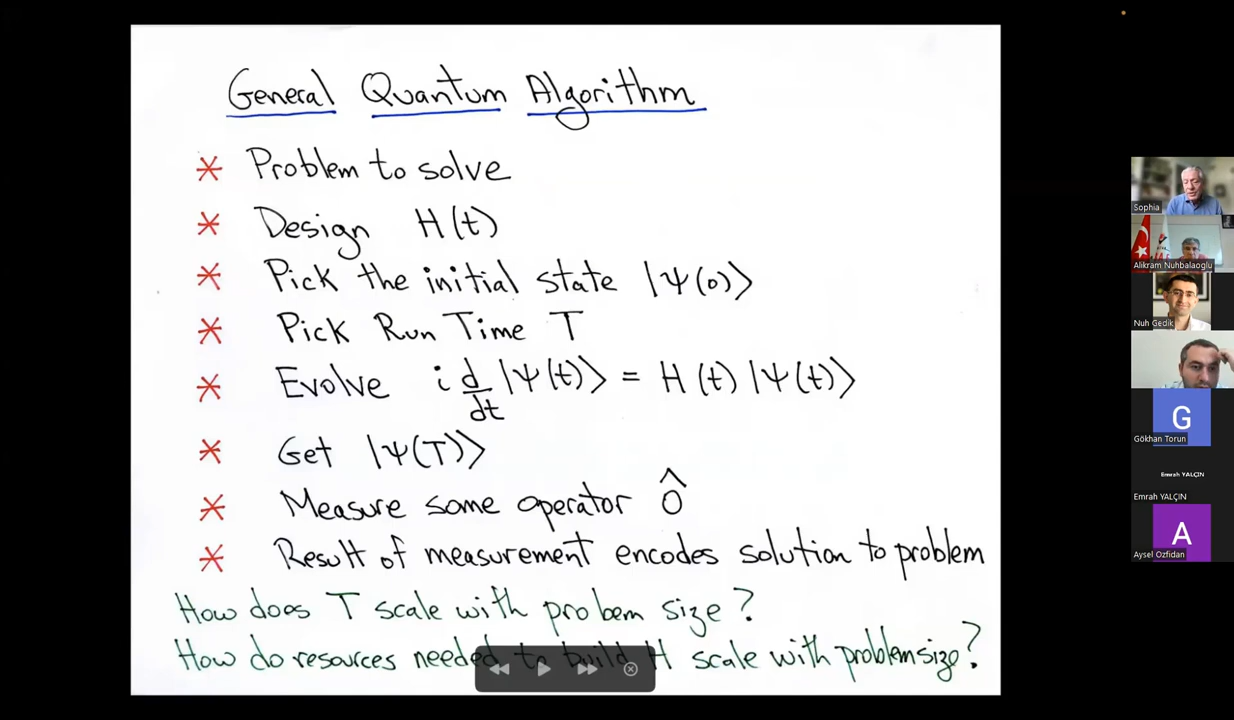 General Quantum Algorithm
* Problem to solve
* Design H(t)
* Pick the initial state |Ψ(0)⟩
* Pick Run Time T
* Evolve i d/dt |Ψ(t)⟩ = H(t) |Ψ(t)⟩
* Get |Ψ(T)⟩
* Measure some operator Ô
* Result of measurement encodes solution to problem
How does T scale with probem size?
How do resources needed to build H scale with problem size?
Sophia
Alikram Nuhbalaoglu
Nuh Gedik
G
Gökhan Torun
Emrah YALÇIN
Emrah YALÇIN
A
Aysel Ozfidan